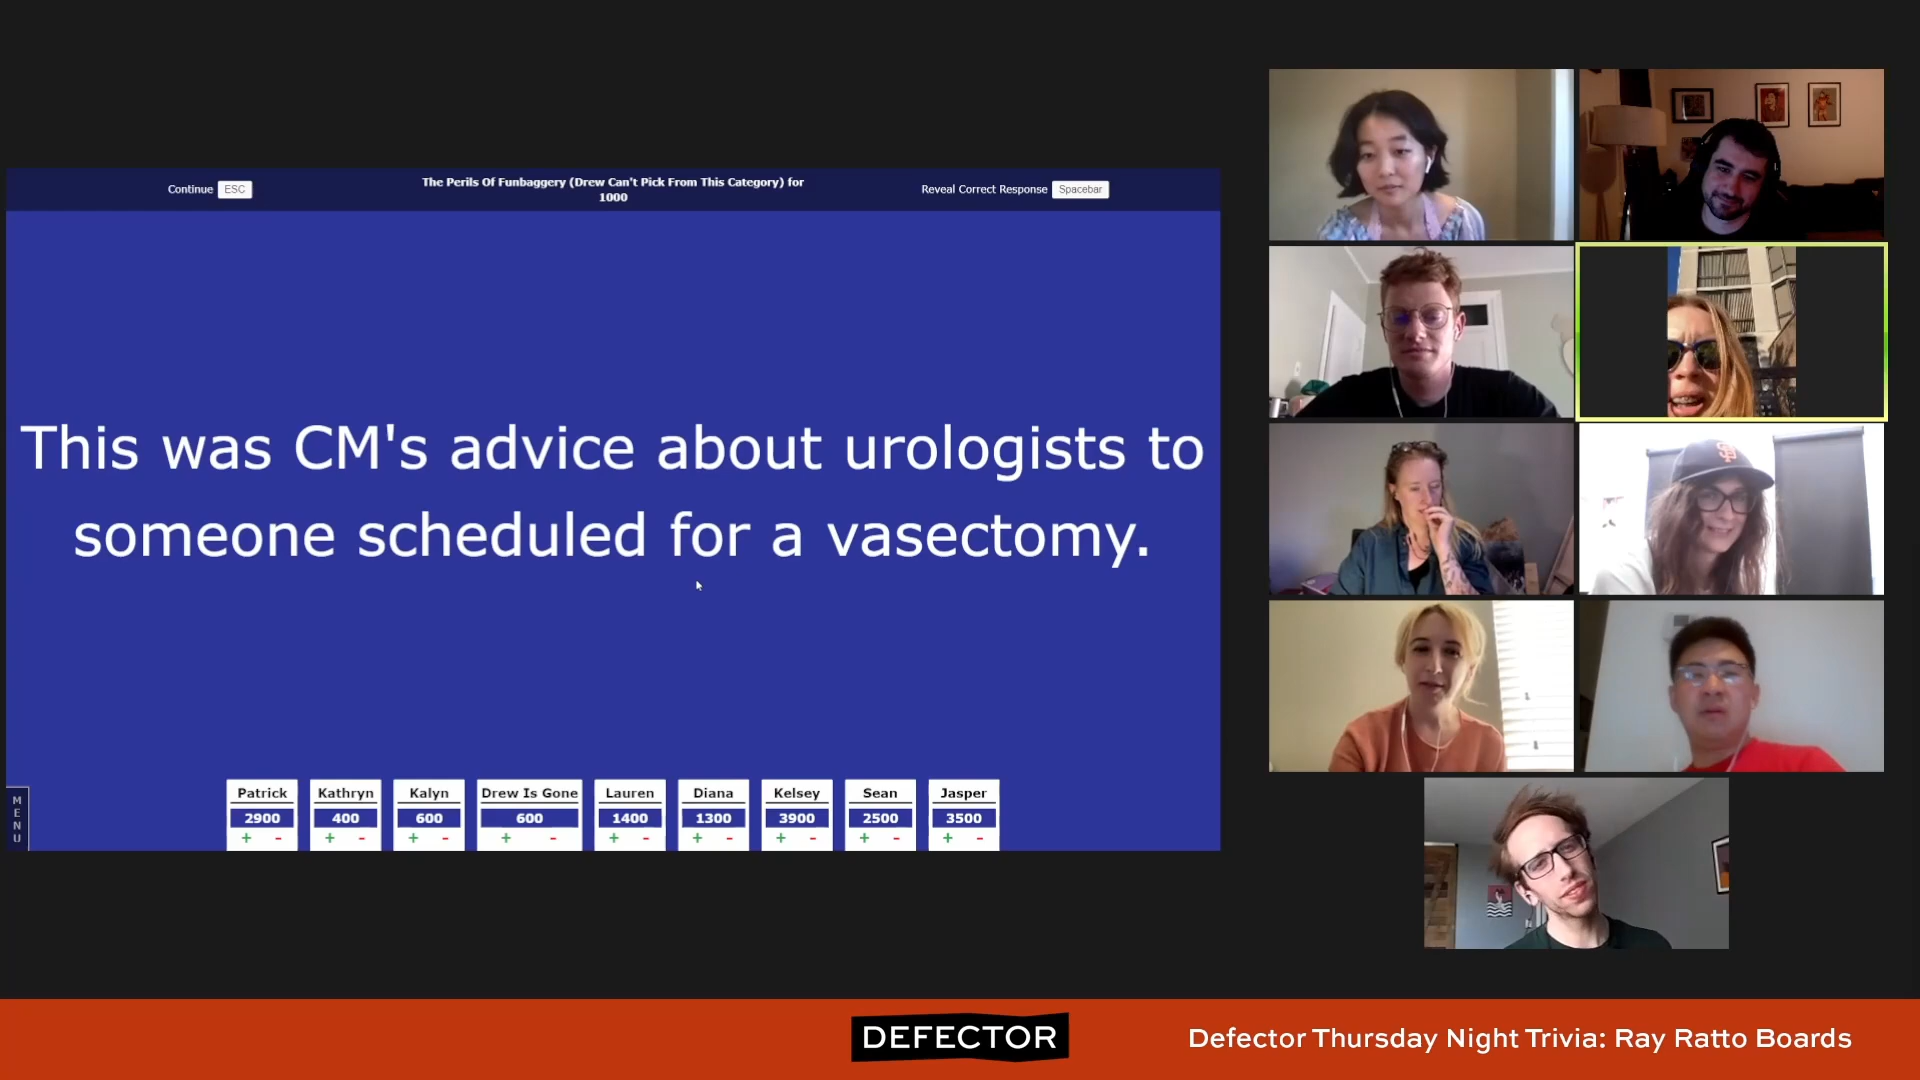 Continue ESC
The Perils Of Funbaggery (Drew Can't Pick From This Category) for
1000
Reveal Correct Response Spacebar
This was CM's advice about urologists to
someone scheduled for a vasectomy.
MENU
Patrick Kathryn Kalyn Drew Is Gone Lauren Diana Kelsey Sean Jasper
2900 400 600 600 1400 1300 3900 2500 3500
+ - + - + - + - + - + - + - + - + -
SF
DEFECTOR
Defector Thursday Night Trivia: Ray Ratto Boards